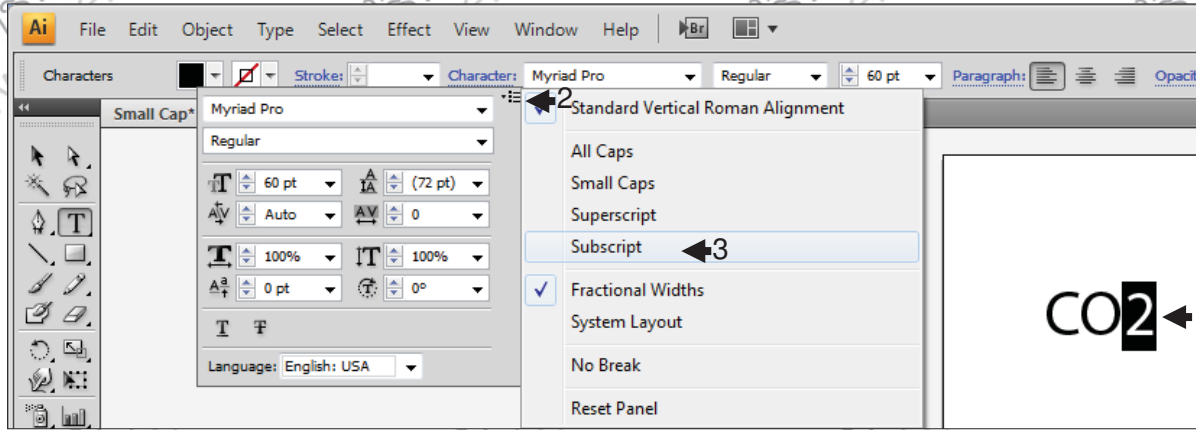 Ai File Edit Object Type Select Effect View Window Help Br
Characters Stroke: Character: Myriad Pro Regular 60 pt Paragraph: Opacit
Small Cap*
Myriad Pro
Regular
60 pt (72 pt)
Auto 0
100% 100%
0 pt 0°
Language: English: USA
2
Standard Vertical Roman Alignment
All Caps
Small Caps
Superscript
Subscript 3
Fractional Widths
System Layout
No Break
Reset Panel
CO2